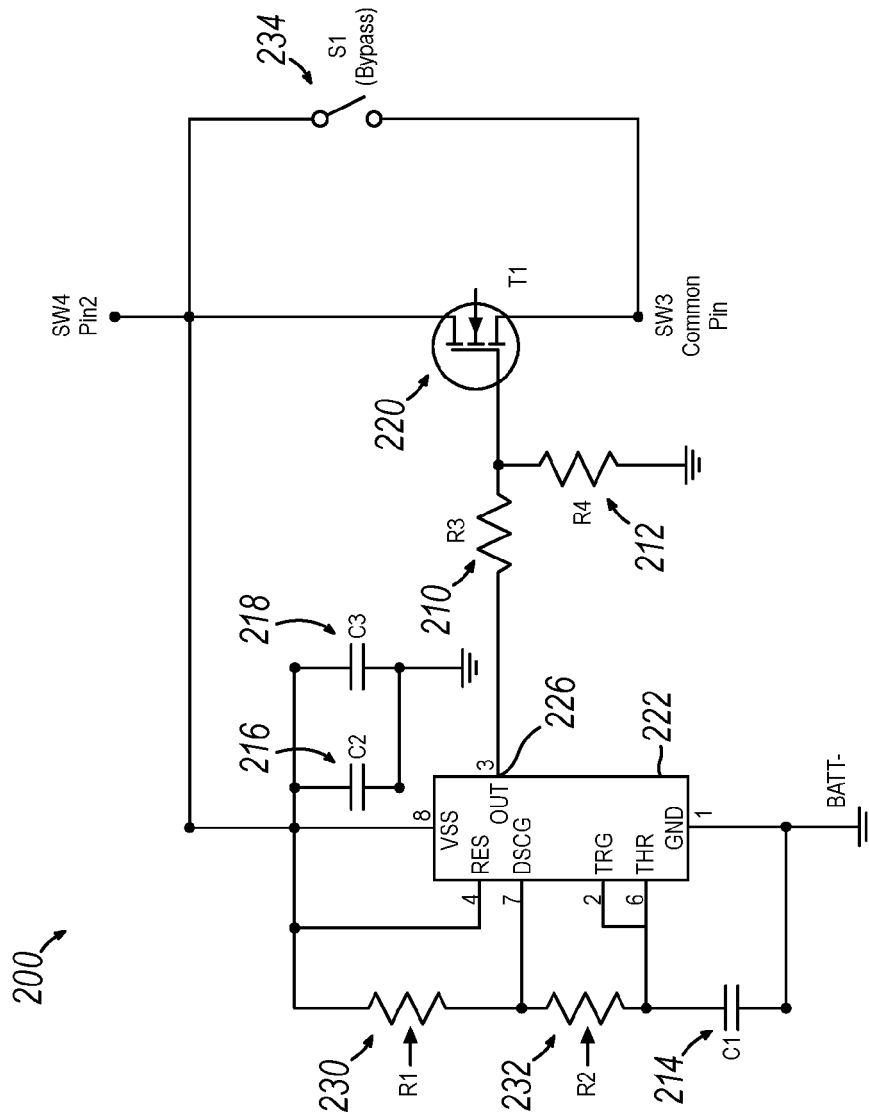 200
SW4
Pin2
234
S1
(Bypass)
218
C3
216
C2
220
T1
SW3
Common
Pin
R3
210
R4
212
226
3
OUT
222
8
VSS
4
RES
7
DSCG
2
TRG
6
THR
GND
1
BATT-
230
R1
232
R2
214
C1